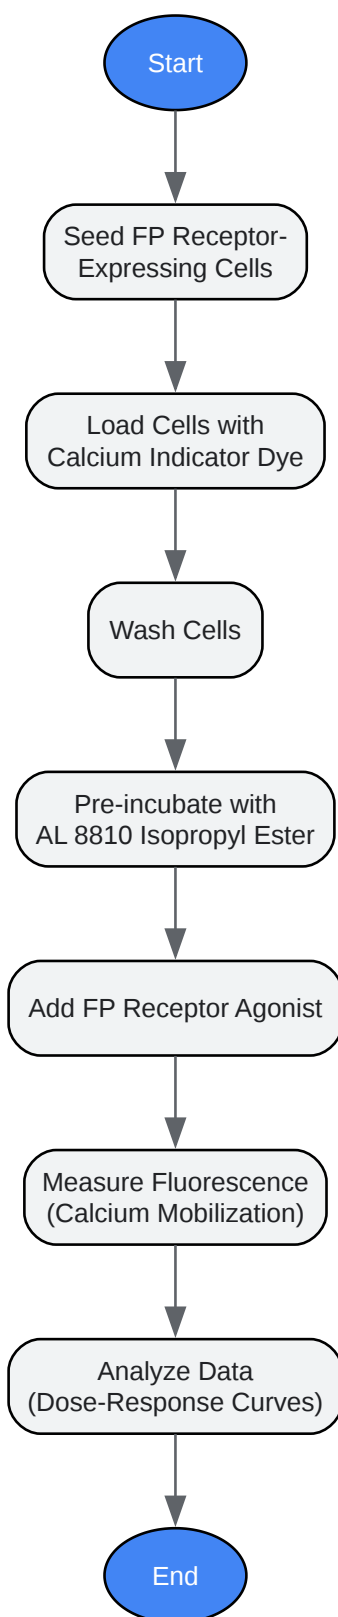 Start
Seed FP Receptor-
Expressing Cells
Load Cells with
Calcium Indicator Dye
Wash Cells
Pre-incubate with
AL 8810 Isopropyl Ester
Add FP Receptor Agonist
Measure Fluorescence
(Calcium Mobilization)
Analyze Data
(Dose-Response Curves)
End